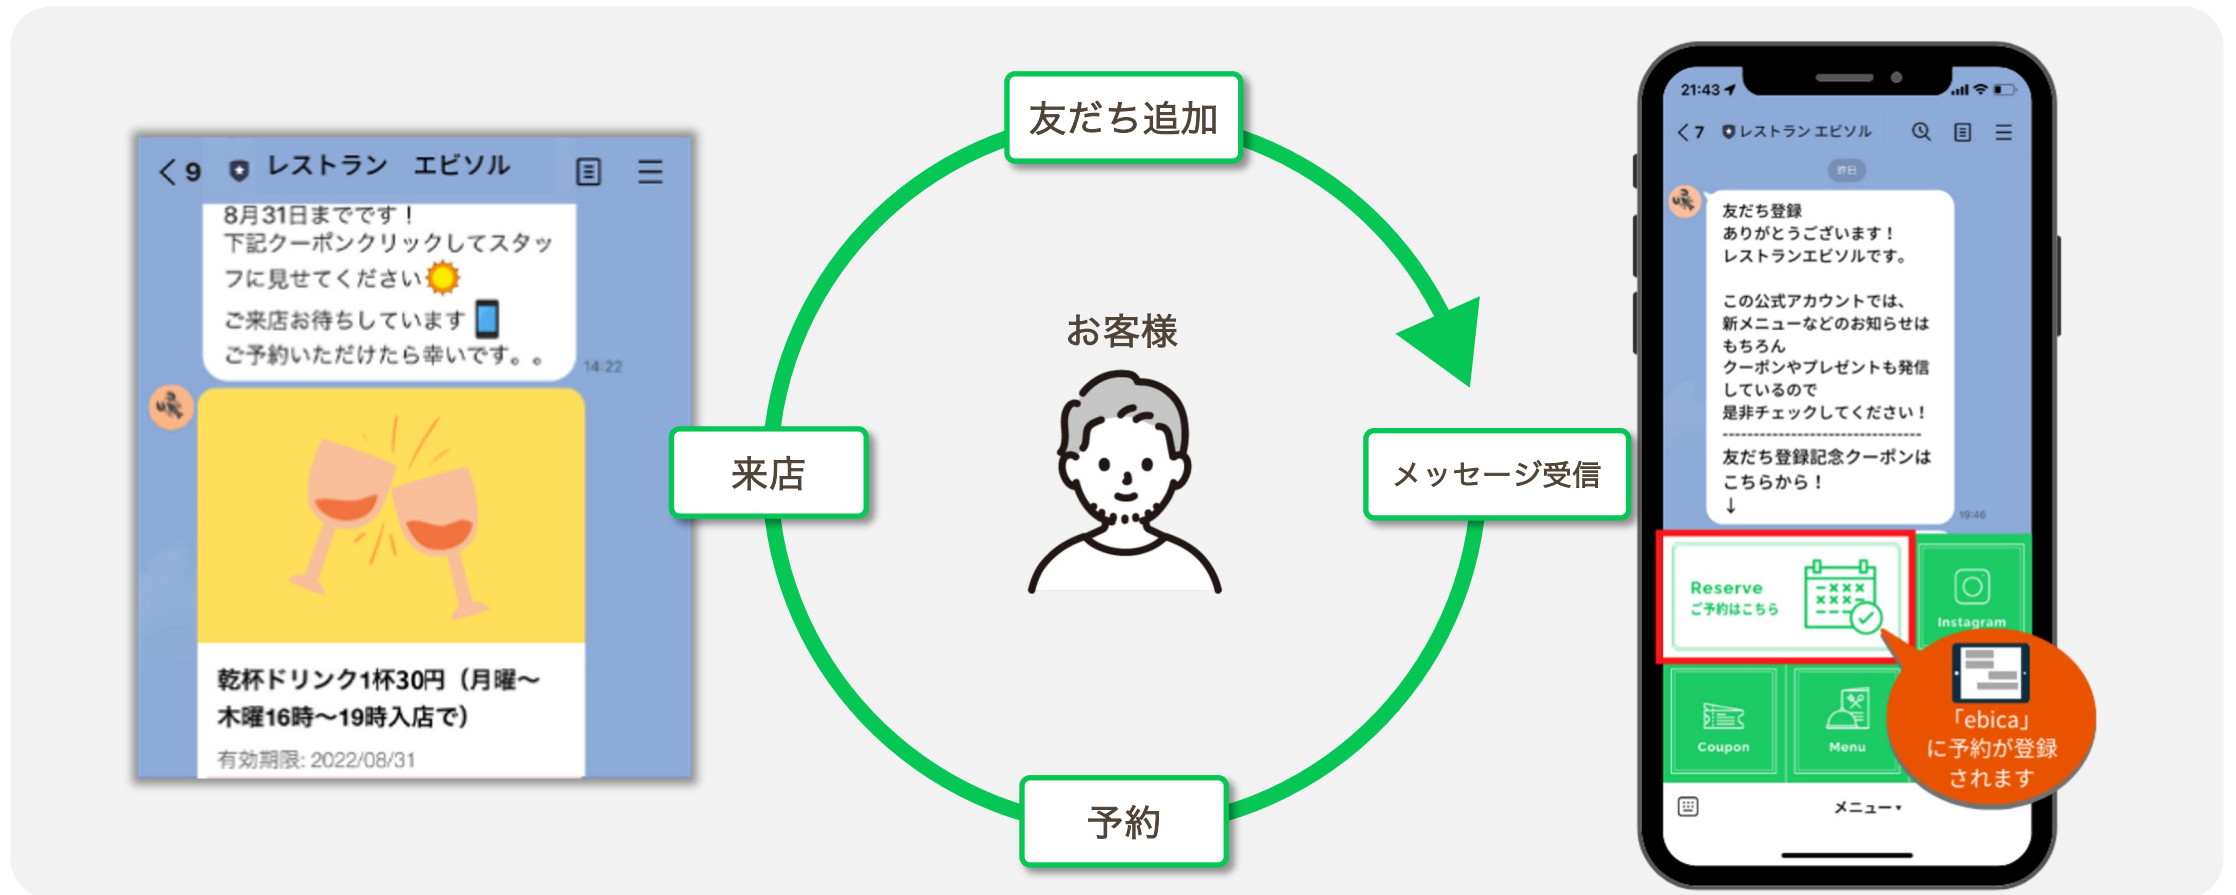 9 レストラン エビソル
8月31日までです！
下記クーポンクリックしてスタッ
フに見せてください
ご来店お待ちしています
ご予約いただけたら幸いです。。
14:22
乾杯ドリンク1杯30円（月曜〜
木曜16時〜19時入店で）
有効期限: 2022/08/31
友だち追加
来店
お客様
メッセージ受信
予約
21:43
7 レストラン エビソル
昨日
友だち登録
ありがとうございます！
レストランエビソルです。
この公式アカウントでは、
新メニューなどのお知らせは
もちろん
クーポンやプレゼントも発信
しているので
是非チェックしてください！
---------------------------------
友だち登録記念クーポンは
こちらから！
↓
19:46
Reserve
ご予約はこちら
Instagram
Coupon
Menu
「ebica」
に予約が登録
されます
メニュー▾